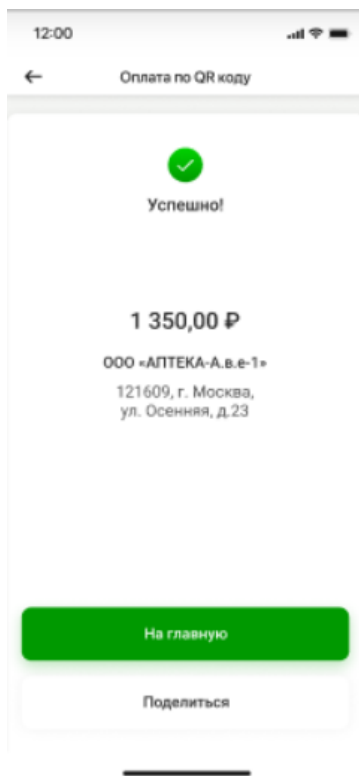 12:00
Оплата по QR коду
Успешно!
1 350,00 ₽
ООО «АПТЕКА-А.в.е-1»
121609, г. Москва,
ул. Осенняя, д.23
На главную
Поделиться